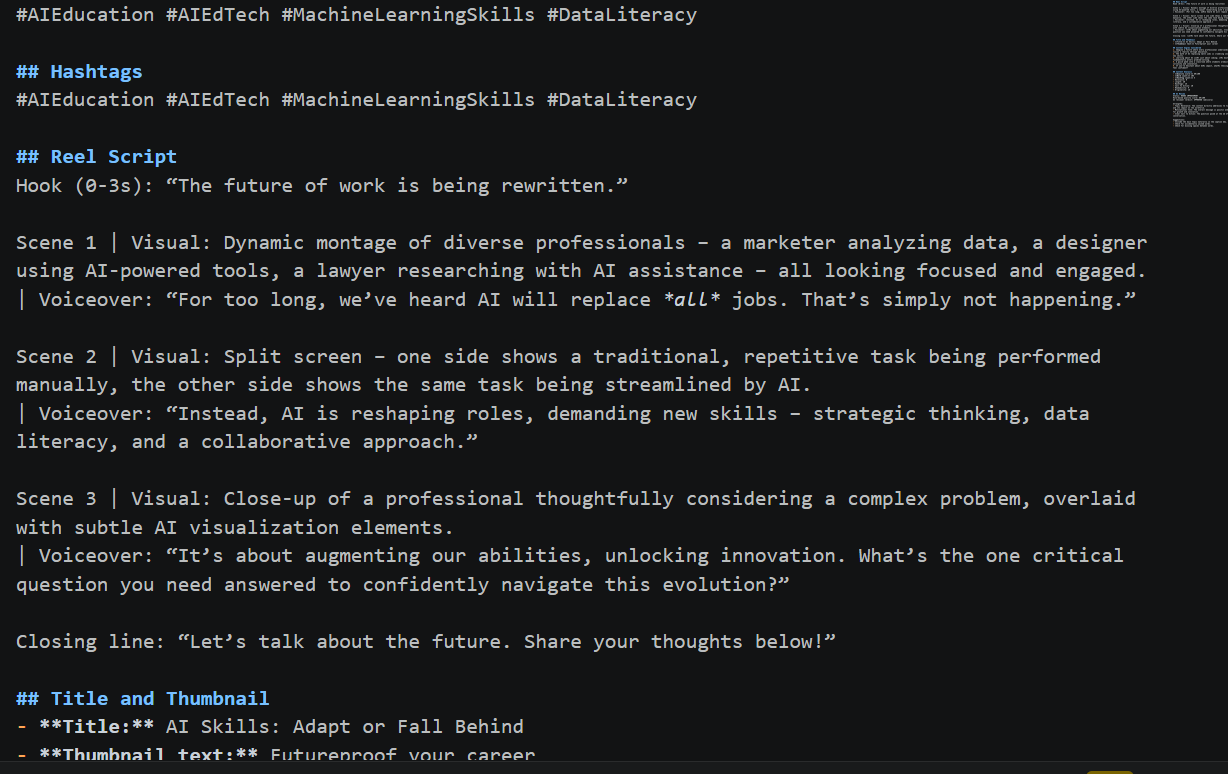 #AIEducation #AIEdTech #MachineLearningSkills #DataLiteracy
## Hashtags
#AIEducation #AIEdTech #MachineLearningSkills #DataLiteracy
## Reel Script
Hook (0-3s): “The future of work is being rewritten.”
Scene 1 | Visual: Dynamic montage of diverse professionals – a marketer analyzing data, a designer
using AI-powered tools, a lawyer researching with AI assistance – all looking focused and engaged.
| Voiceover: “For too long, we’ve heard AI will replace *all* jobs. That’s simply not happening.”
Scene 2 | Visual: Split screen – one side shows a traditional, repetitive task being performed
manually, the other side shows the same task being streamlined by AI.
| Voiceover: “Instead, AI is reshaping roles, demanding new skills – strategic thinking, data
literacy, and a collaborative approach.”
Scene 3 | Visual: Close-up of a professional thoughtfully considering a complex problem, overlaid
with subtle AI visualization elements.
| Voiceover: “It’s about augmenting our abilities, unlocking innovation. What’s the one critical
question you need answered to confidently navigate this evolution?”
Closing line: “Let’s talk about the future. Share your thoughts below!”
## Title and Thumbnail
- **Title:** AI Skills: Adapt or Fall Behind
- **Thumbnail text:** Futureproof your career